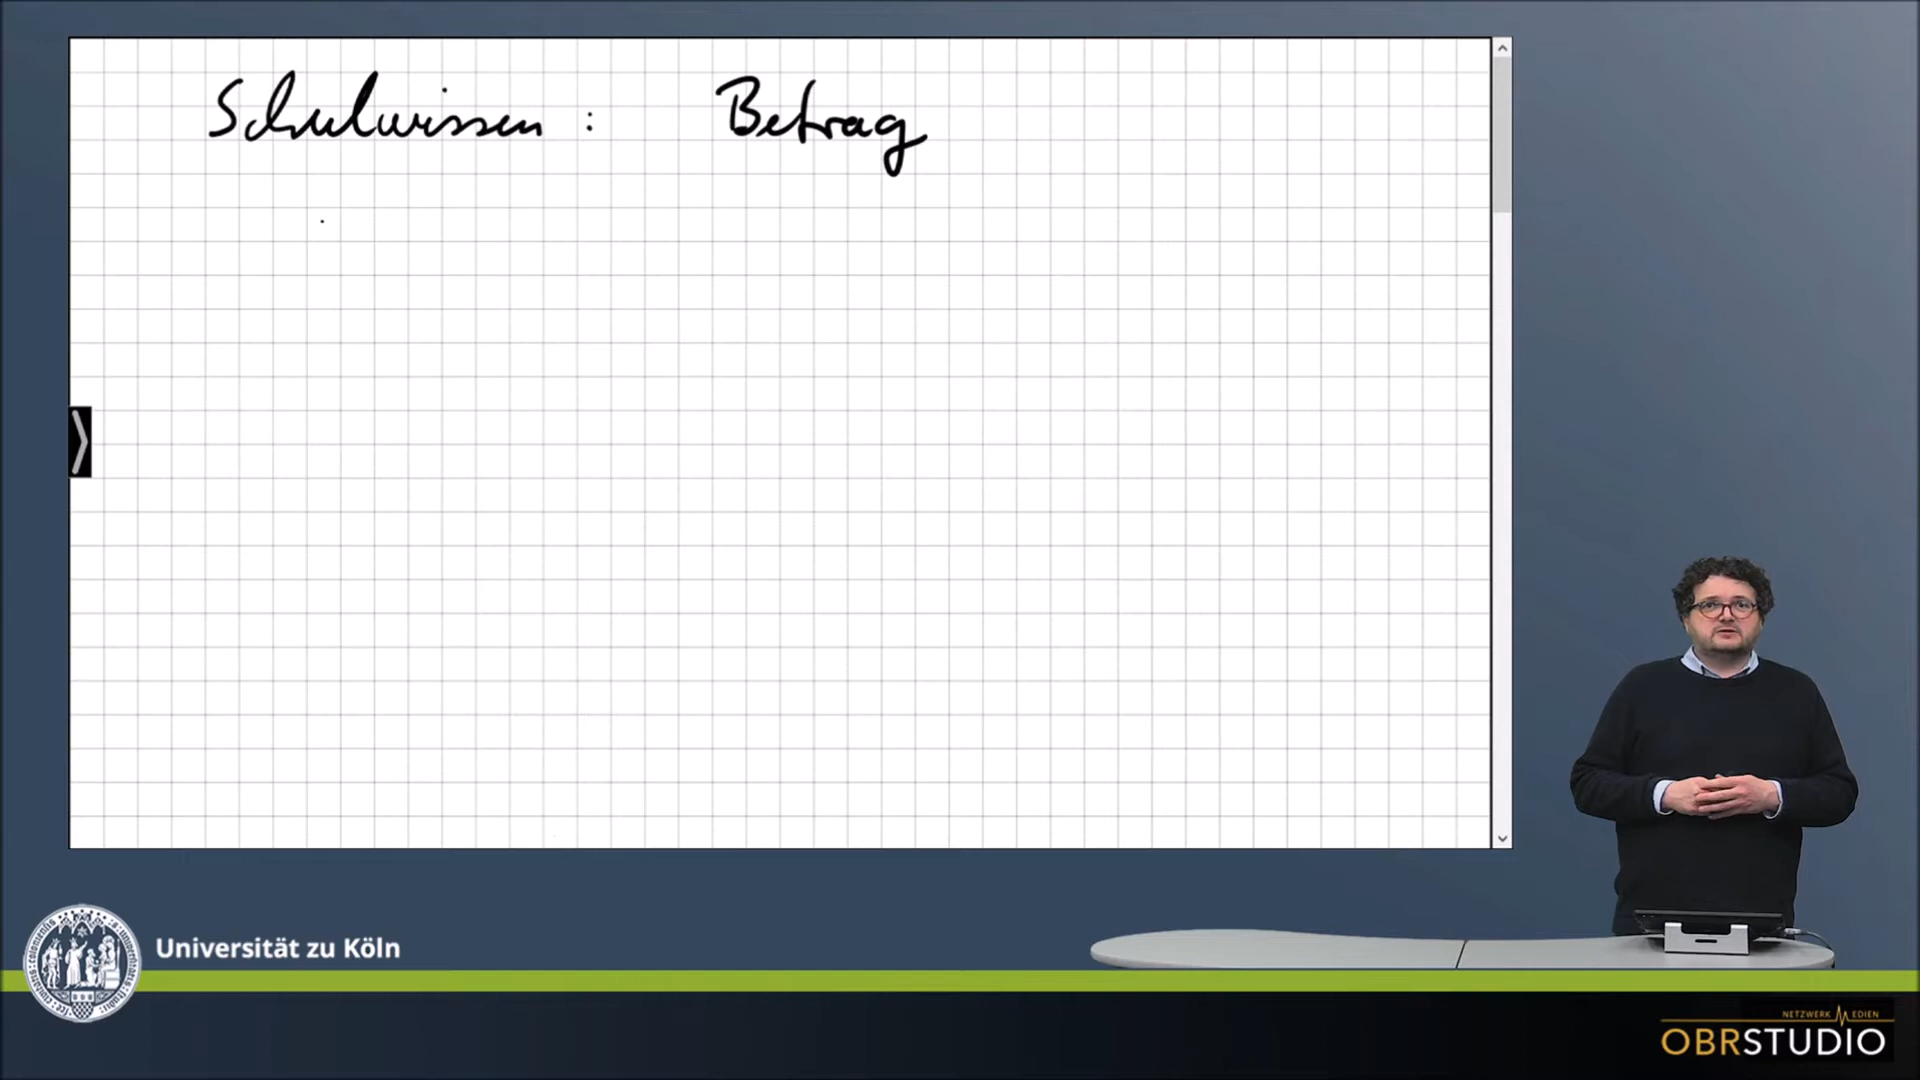 Schulwissen : Betrag
Universität zu Köln
NETZWERK MEDIEN
OBRSTUDIO